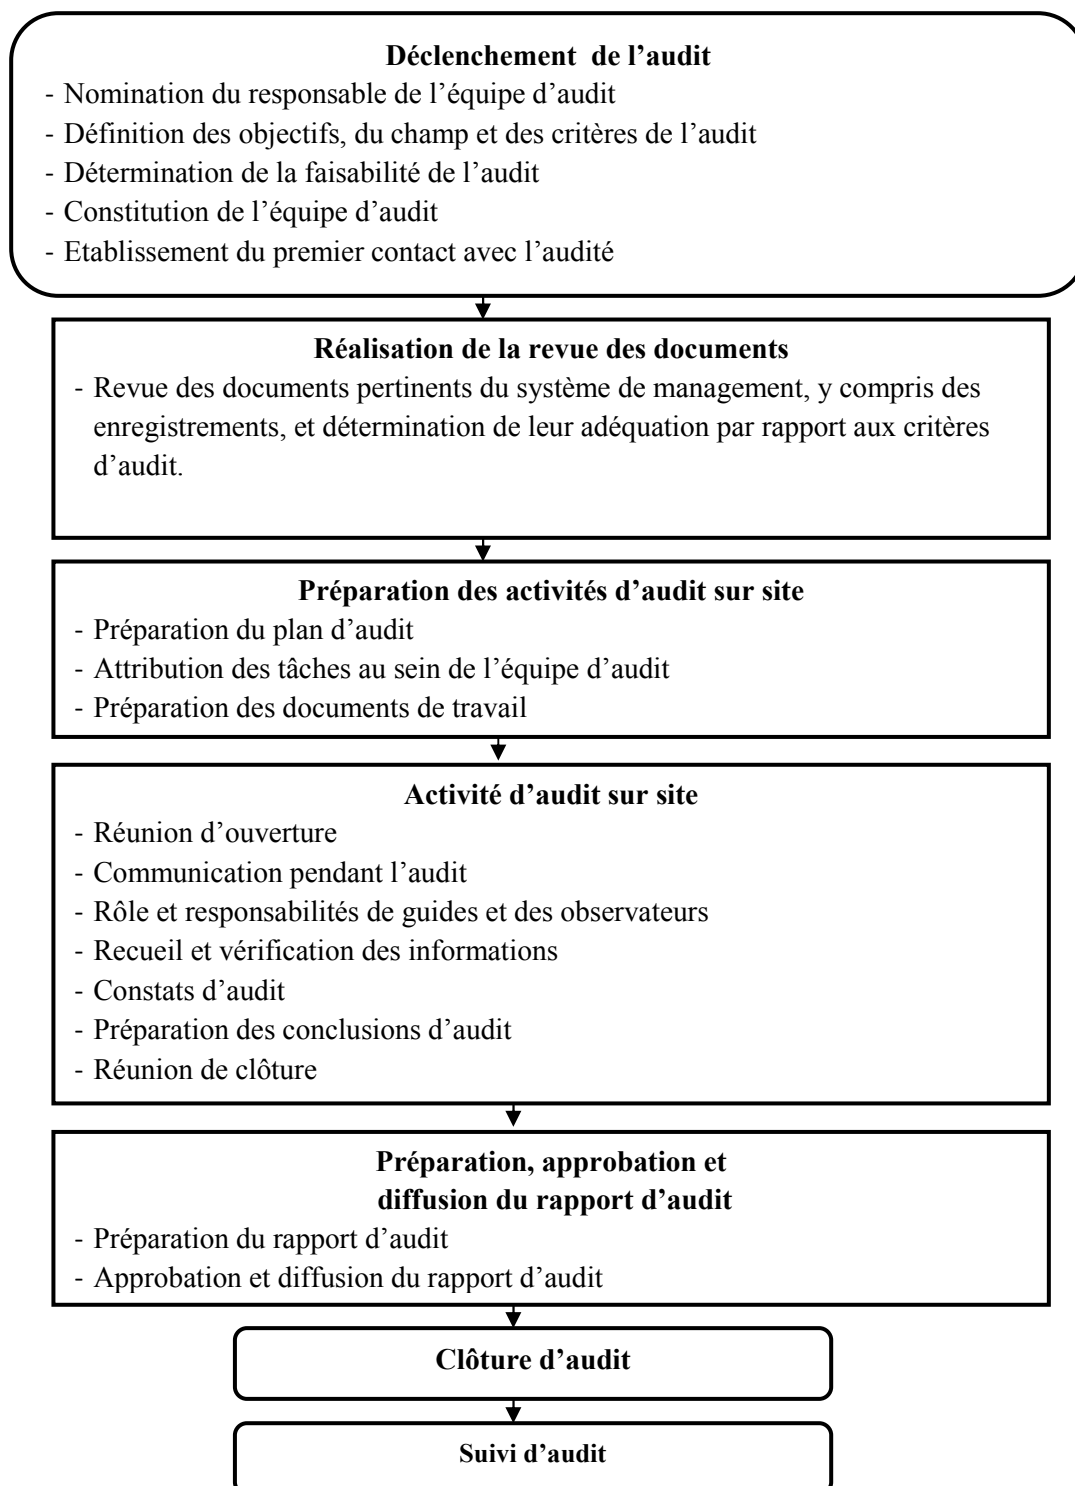 Déclenchement de l’audit
- Nomination du responsable de l’équipe d’audit
- Définition des objectifs, du champ et des critères de l’audit
- Détermination de la faisabilité de l’audit
- Constitution de l’équipe d’audit
- Etablissement du premier contact avec l’audité
Réalisation de la revue des documents
- Revue des documents pertinents du système de management, y compris des
enregistrements, et détermination de leur adéquation par rapport aux critères
d’audit.
Préparation des activités d’audit sur site
- Préparation du plan d’audit
- Attribution des tâches au sein de l’équipe d’audit
- Préparation des documents de travail
Activité d’audit sur site
- Réunion d’ouverture
- Communication pendant l’audit
- Rôle et responsabilités de guides et des observateurs
- Recueil et vérification des informations
- Constats d’audit
- Préparation des conclusions d’audit
- Réunion de clôture
Préparation, approbation et
diffusion du rapport d’audit
- Préparation du rapport d’audit
- Approbation et diffusion du rapport d’audit
Clôture d’audit
Suivi d’audit